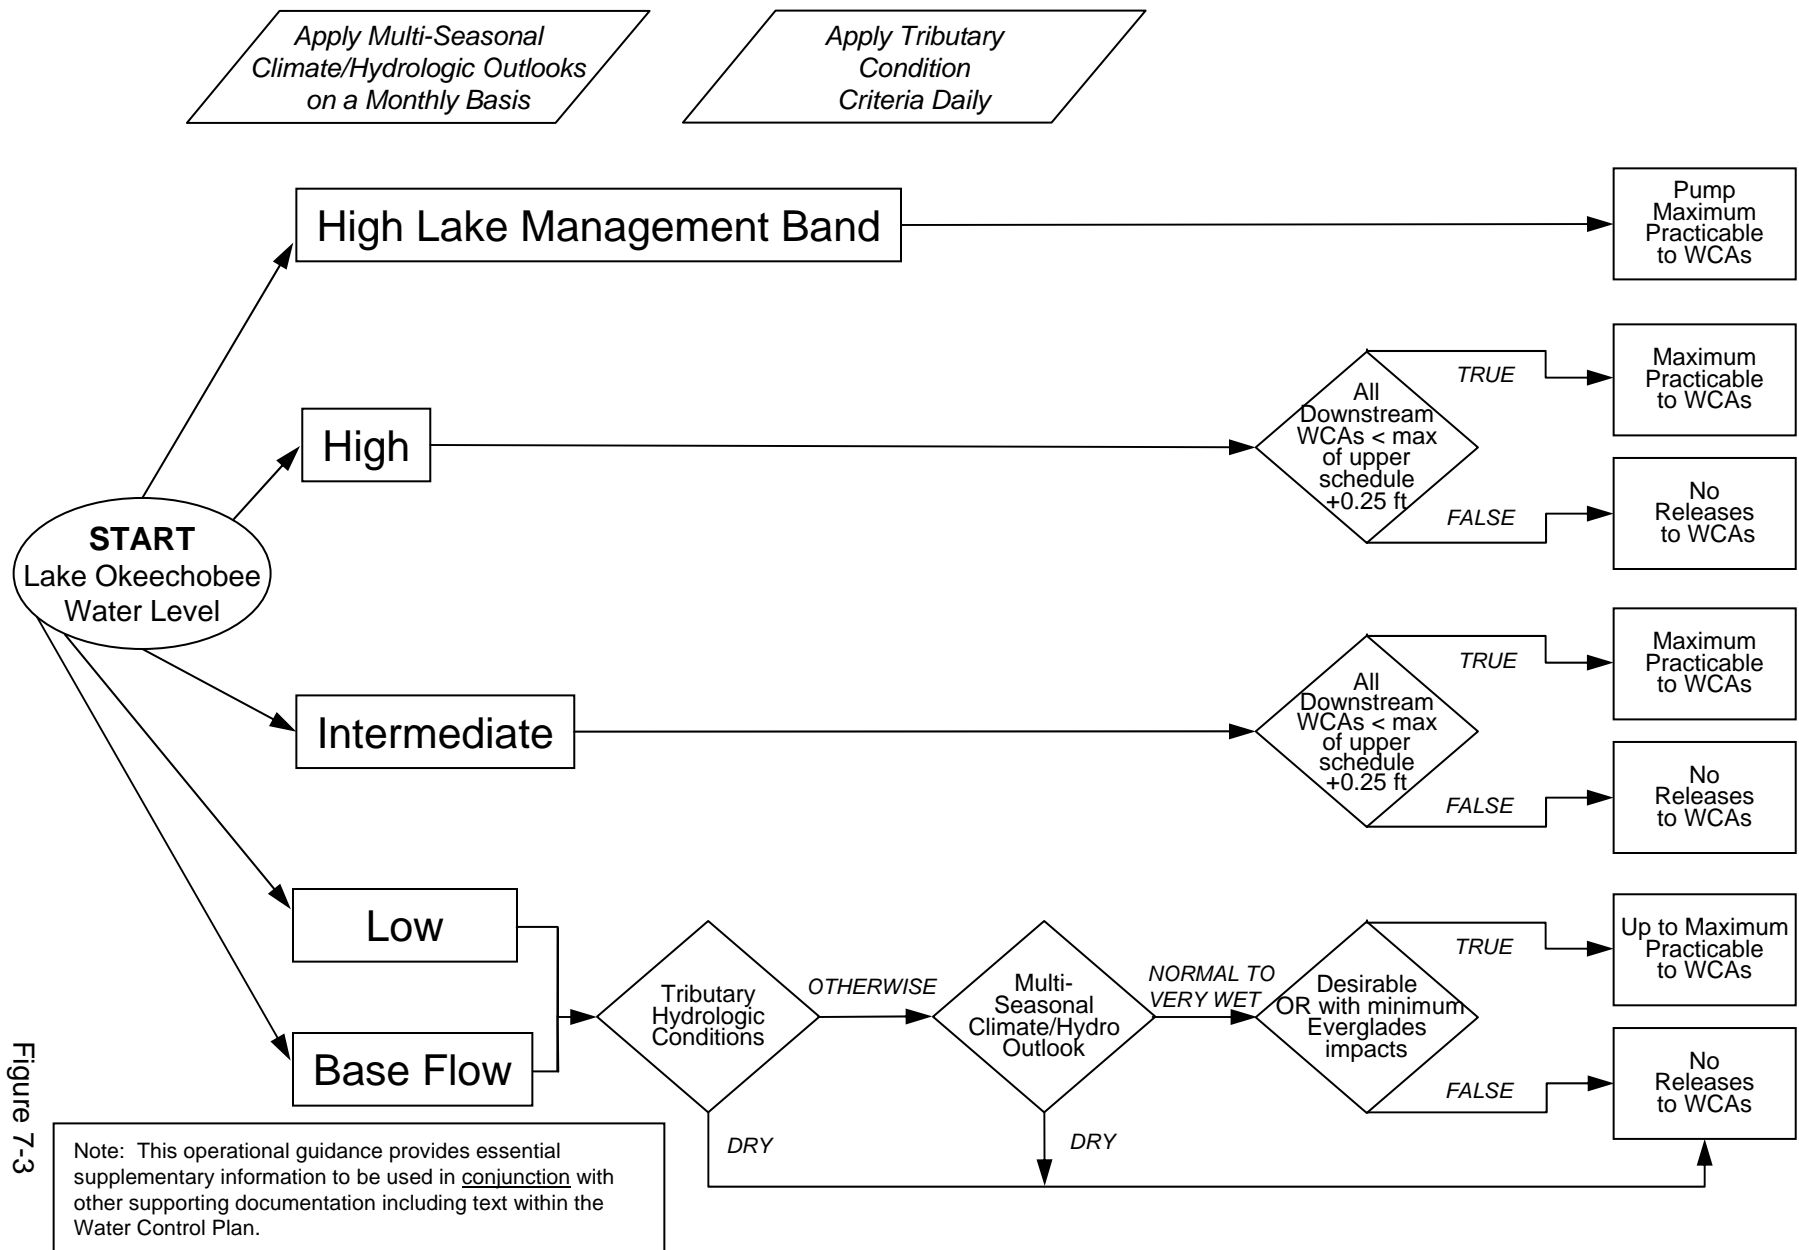 Apply Multi-Seasonal
Climate/Hydrologic Outlooks
on a Monthly Basis
Apply Tributary
Condition
Criteria Daily
High Lake Management Band
Pump
Maximum
Practicable
to WCAs
High
All
Downstream
WCAs < max
of upper
schedule
+0.25 ft
TRUE
Maximum
Practicable
to WCAs
FALSE
No
Releases
to WCAs
START
Lake Okeechobee
Water Level
Intermediate
All
Downstream
WCAs < max
of upper
schedule
+0.25 ft
TRUE
Maximum
Practicable
to WCAs
FALSE
No
Releases
to WCAs
Low
Base Flow
Tributary
Hydrologic
Conditions
OTHERWISE
DRY
Multi-
Seasonal
Climate/Hydro
Outlook
NORMAL TO
VERY WET
DRY
Desirable
OR with minimum
Everglades
impacts
TRUE
Up to Maximum
Practicable
to WCAs
FALSE
No
Releases
to WCAs
Note: This operational guidance provides essential
supplementary information to be used in conjunction with
other supporting documentation including text within the
Water Control Plan.
Figure 7-3